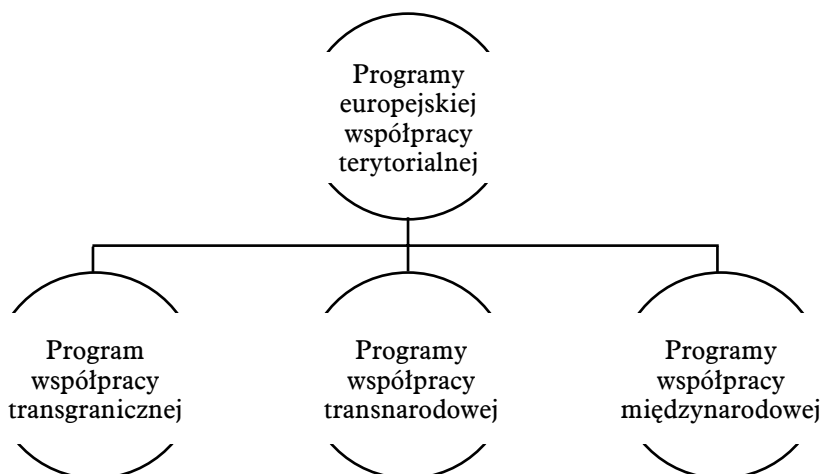 Programy
europejskiej
współpracy
terytorialnej
Program
współpracy
transgranicznej
Programy
współpracy
transnarodowej
Programy
współpracy
międzynarodowej